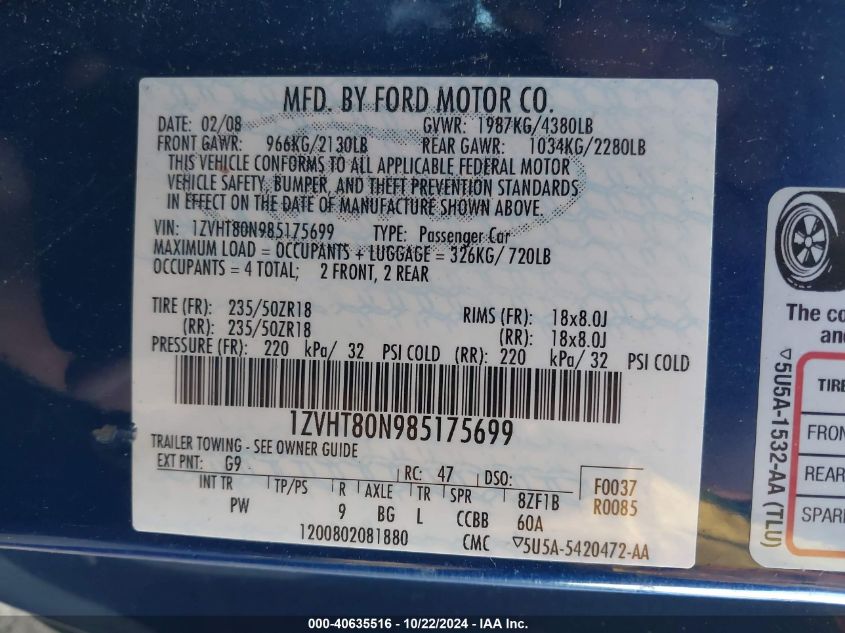 MFD. BY FORD MOTOR CO.
DATE: 02/08 GVWR: 1987KG/4380LB
FRONT GAWR: 966KG/2130LB REAR GAWR: 1034KG/2280LB
THIS VEHICLE CONFORMS TO ALL APPLICABLE FEDERAL MOTOR
VEHICLE SAFETY, BUMPER, AND THEFT PREVENTION STANDARDS
IN EFFECT ON THE DATE OF MANUFACTURE SHOWN ABOVE.
VIN: 1ZVHT80N985175699 TYPE: Passenger Car
MAXIMUM LOAD = OCCUPANTS + LUGGAGE = 326KG/ 720LB
OCCUPANTS = 4 TOTAL; 2 FRONT, 2 REAR
TIRE (FR): 235/50ZR18 RIMS (FR): 18x8.0J
(RR): 235/50ZR18 (RR): 18x8.0J
PRESSURE (FR): 220 kPa/ 32 PSI COLD (RR): 220 kPa/ 32 PSI COLD
1ZVHT80N985175699
TRAILER TOWING - SEE OWNER GUIDE
EXT PNT: G9 RC: 47 DSO:
INT TR TP/PS R AXLE TR SPR 8ZF1B
PW 9 BG L CCBB 60A
F0037
R0085
1200802081880 CMC ▽5U5A-5420472-AA
The co
an
▽5U5A-1532-AA (TLU)
TIRE
FRON
REAR
SPAR
000-40635516 - 10/22/2024 - IAA Inc.